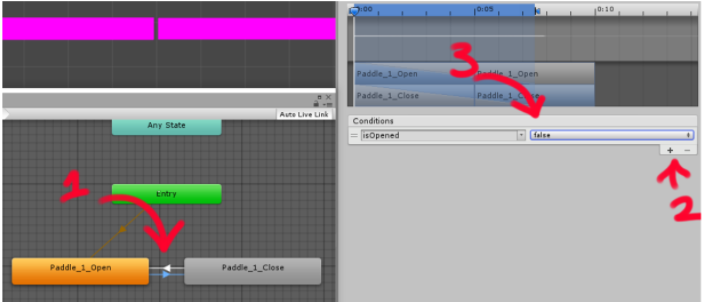 0:00
0:05
0:10
Paddle_1_Open
Paddle_1_Open
Paddle_1_Close
Paddle_1_Close
3
Auto Live Link
Any State
Conditions
isOpened
false
+ -
2
1
Entry
Paddle_1_Open
Paddle_1_Close